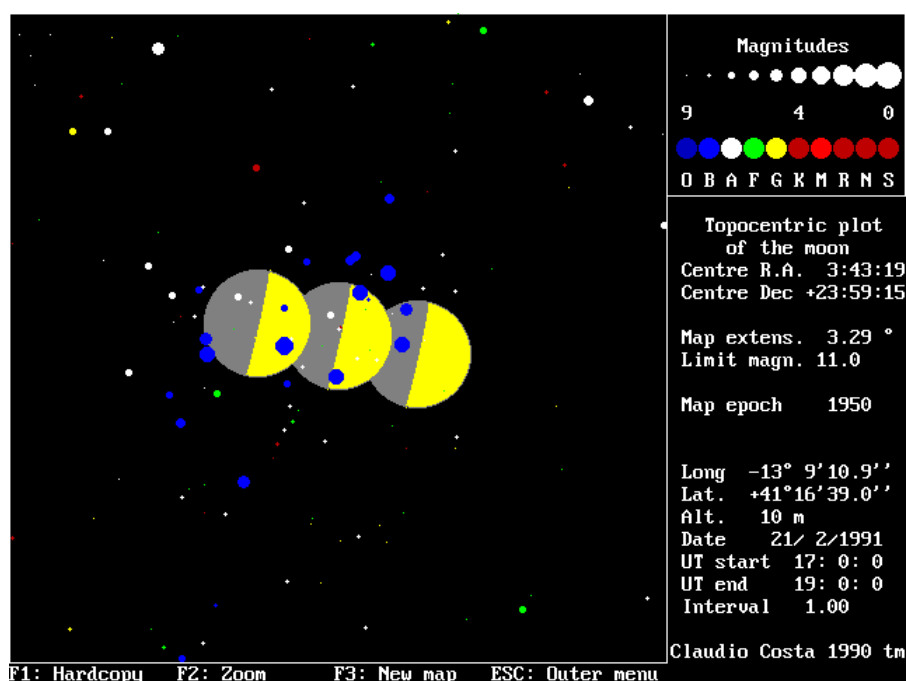 Magnitudes
9 4 0
O B A F G K M R N S
Topocentric plot
of the moon
Centre R.A. 3:43:19
Centre Dec +23:59:15
Map extens. 3.29 °
Limit magn. 11.0
Map epoch 1950
Long -13° 9'10.9''
Lat. +41°16'39.0''
Alt. 10 m
Date 21/ 2/1991
UT start 17: 0: 0
UT end 19: 0: 0
Interval 1.00
Claudio Costa 1990 tm
F1: Hardcopy F2: Zoom F3: New map ESC: Outer menu